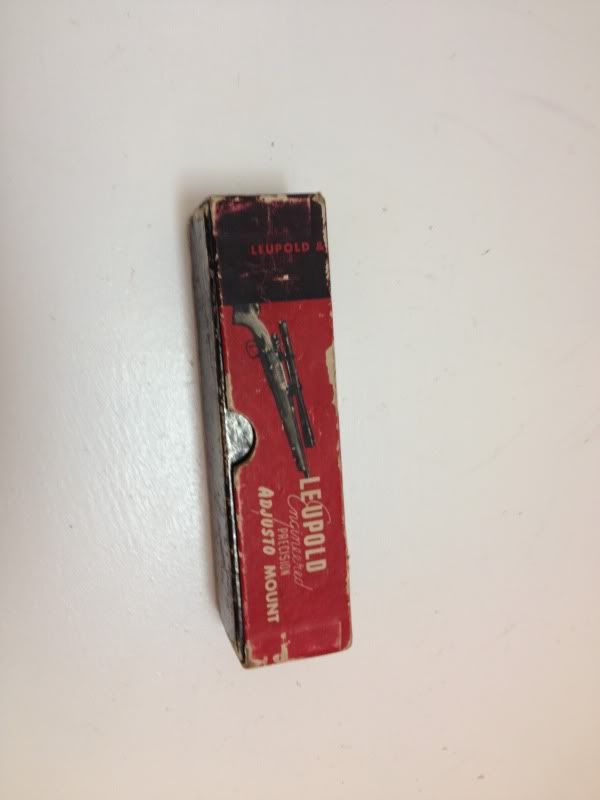 LEUPOLD &
LEUPOLD
Engineered
PRECISION
ADJUSTO MOUNT